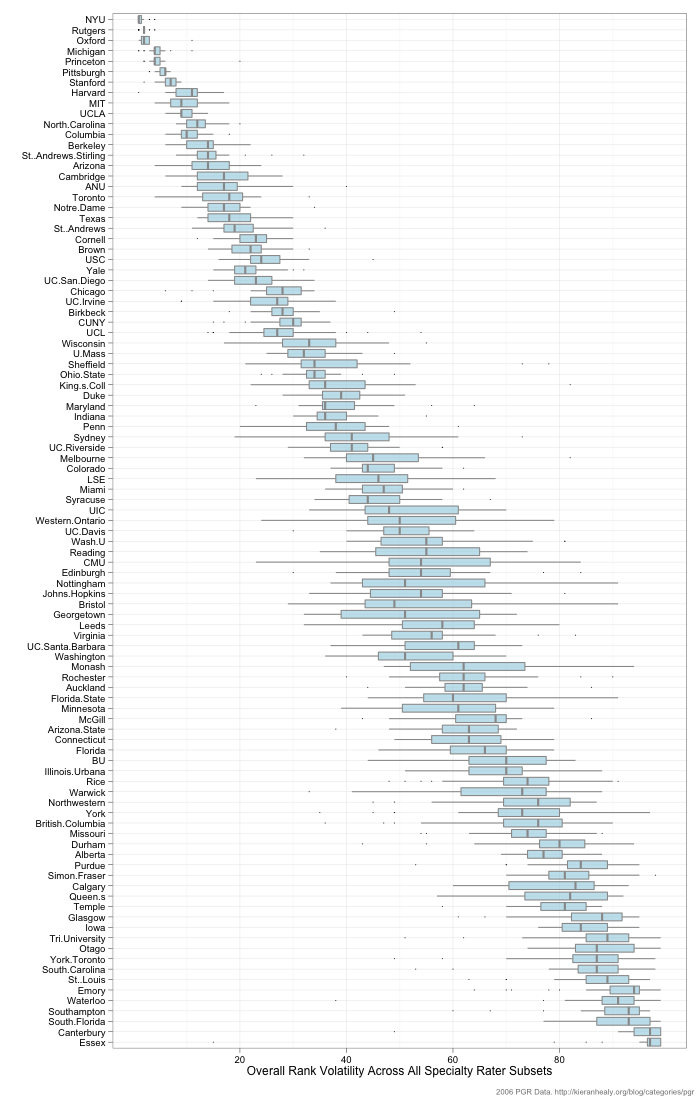 NYU
Rutgers
Oxford
Michigan
Princeton
Pittsburgh
Stanford
Harvard
MIT
UCLA
North.Carolina
Columbia
Berkeley
St..Andrews.Stirling
Arizona
Cambridge
ANU
Toronto
Notre.Dame
Texas
St..Andrews
Cornell
Brown
USC
Yale
UC.San.Diego
Chicago
UC.Irvine
Birkbeck
CUNY
UCL
Wisconsin
U.Mass
Sheffield
Ohio.State
King.s.Coll
Duke
Maryland
Indiana
Penn
Sydney
UC.Riverside
Melbourne
Colorado
LSE
Miami
Syracuse
UIC
Western.Ontario
UC.Davis
Wash.U
Reading
CMU
Edinburgh
Nottingham
Johns.Hopkins
Bristol
Georgetown
Leeds
Virginia
UC.Santa.Barbara
Washington
Monash
Rochester
Auckland
Florida.State
Minnesota
McGill
Arizona.State
Connecticut
Florida
BU
Illinois.Urbana
Rice
Warwick
Northwestern
York
British.Columbia
Missouri
Durham
Alberta
Purdue
Simon.Fraser
Calgary
Queen.s
Temple
Glasgow
Iowa
Tri.University
Otago
York.Toronto
South.Carolina
St..Louis
Emory
Waterloo
Southampton
South.Florida
Canterbury
Essex
20 40 60 80
Overall Rank Volatility Across All Specialty Rater Subsets
2006 PGR Data. http://kieranhealy.org/blog/categories/pgr